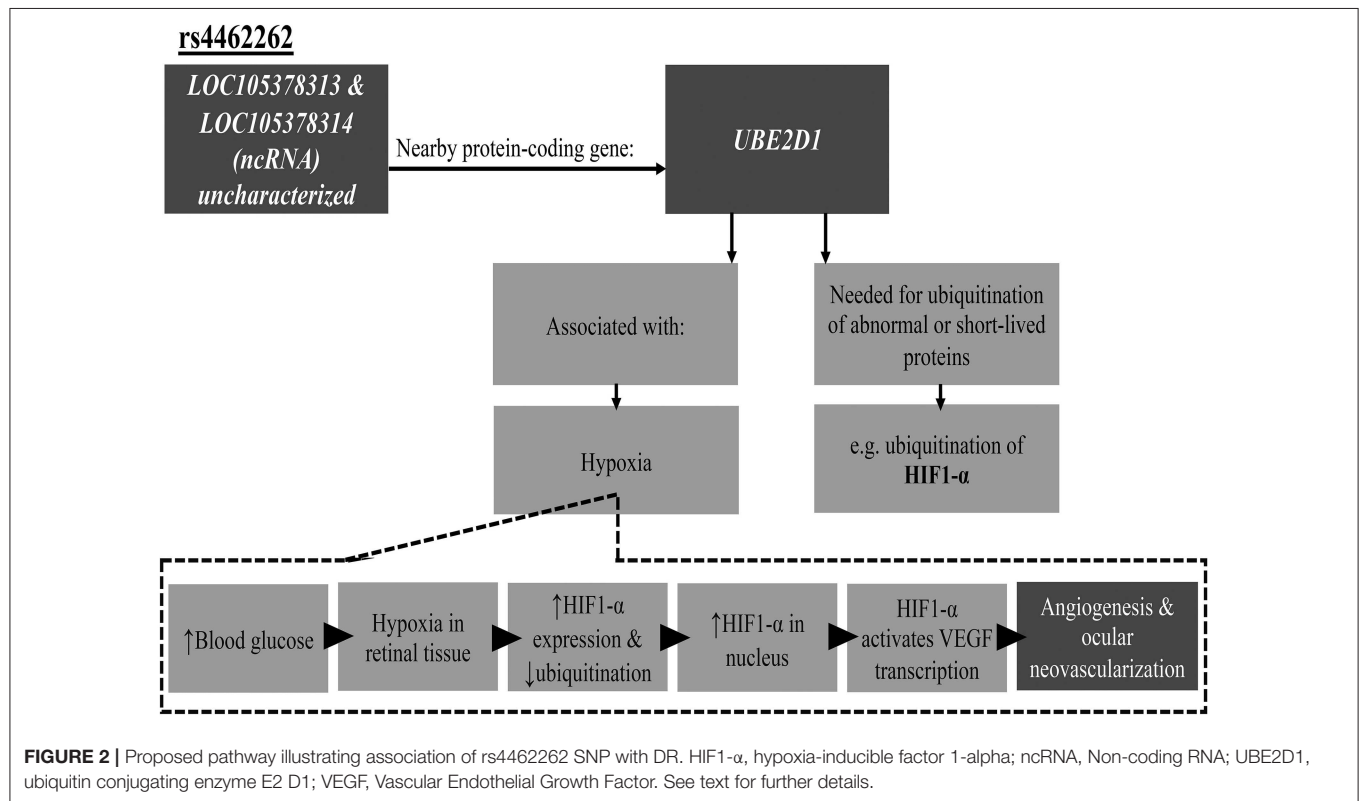 rs4462262
LOC105378313 &
LOC105378314
(ncRNA)
uncharacterized
Nearby protein-coding gene:
UBE2D1
Associated with:
Needed for ubiquitination
of abnormal or short-lived
proteins
Hypoxia
e.g. ubiquitination of
HIF1-α
↑Blood glucose
Hypoxia in
retinal tissue
↑HIF1-α
expression &
↓ubiquitination
↑HIF1-α in
nucleus
HIF1-α
activates VEGF
transcription
Angiogenesis &
ocular
neovascularization
FIGURE 2 | Proposed pathway illustrating association of rs4462262 SNP with DR. HIF1-α, hypoxia-inducible factor 1-alpha; ncRNA, Non-coding RNA; UBE2D1,
ubiquitin conjugating enzyme E2 D1; VEGF, Vascular Endothelial Growth Factor. See text for further details.